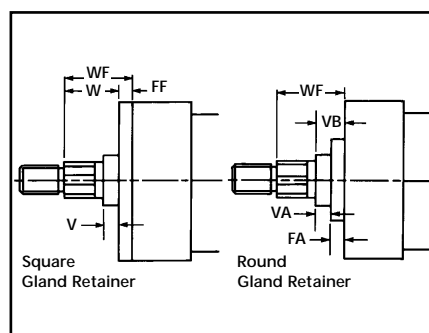 WF
W FF
V
Square
Gland Retainer
WF
VB
VA
FA
Round
Gland Retainer